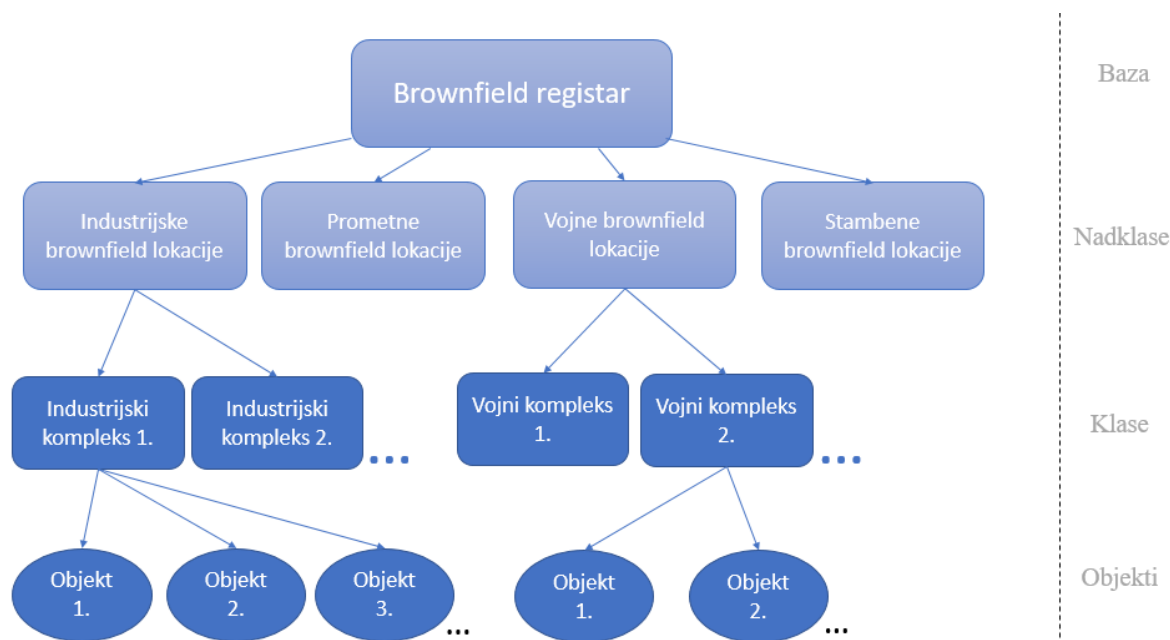 Brownfield registar
Baza
Industrijske
brownfield lokacije
Prometne
brownfield lokacije
Vojne brownfield
lokacije
Stambene
brownfield lokacije
Nadklase
Industrijski
kompleks 1.
Industrijski
kompleks 2.
...
Vojni kompleks
1.
Vojni kompleks
2.
...
Klase
Objekt
1.
Objekt
2.
Objekt
3.
...
Objekt
1.
Objekt
2.
...
Objekti